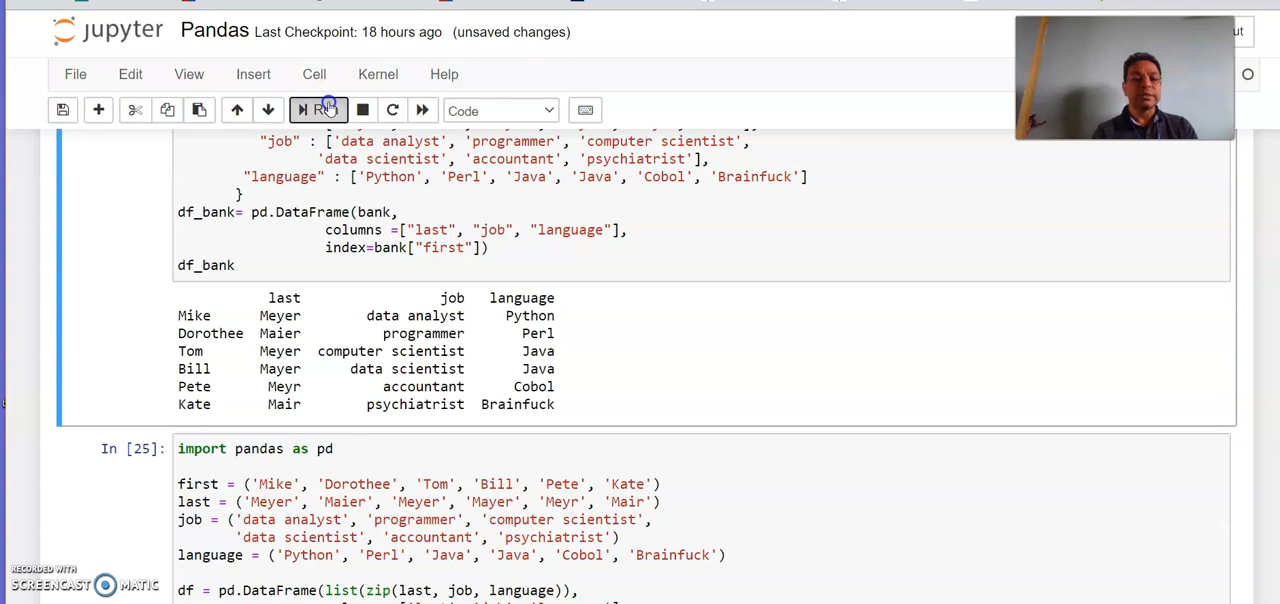 jupyter Pandas Last Checkpoint: 18 hours ago (unsaved changes)
File Edit View Insert Cell Kernel Help
Code
"job" : ['data analyst', 'programmer', 'computer scientist',
'data scientist', 'accountant', 'psychiatrist'],
"language" : ['Python', 'Perl', 'Java', 'Java', 'Cobol', 'Brainfuck']
}
df_bank= pd.DataFrame(bank,
columns =["last", "job", "language"],
index=bank["first"])
df_bank
last job language
Mike Meyer data analyst Python
Dorothee Maier programmer Perl
Tom Meyer computer scientist Java
Bill Mayer data scientist Java
Pete Meyr accountant Cobol
Kate Mair psychiatrist Brainfuck
In [25]: import pandas as pd
first = ('Mike', 'Dorothee', 'Tom', 'Bill', 'Pete', 'Kate')
last = ('Meyer', 'Maier', 'Meyer', 'Mayer', 'Meyr', 'Mair')
job = ('data analyst', 'programmer', 'computer scientist',
'data scientist', 'accountant', 'psychiatrist')
language = ('Python', 'Perl', 'Java', 'Java', 'Cobol', 'Brainfuck')
df = pd.DataFrame(list(zip(last, job, language)),
RECORDED WITH
SCREENCAST MATIC